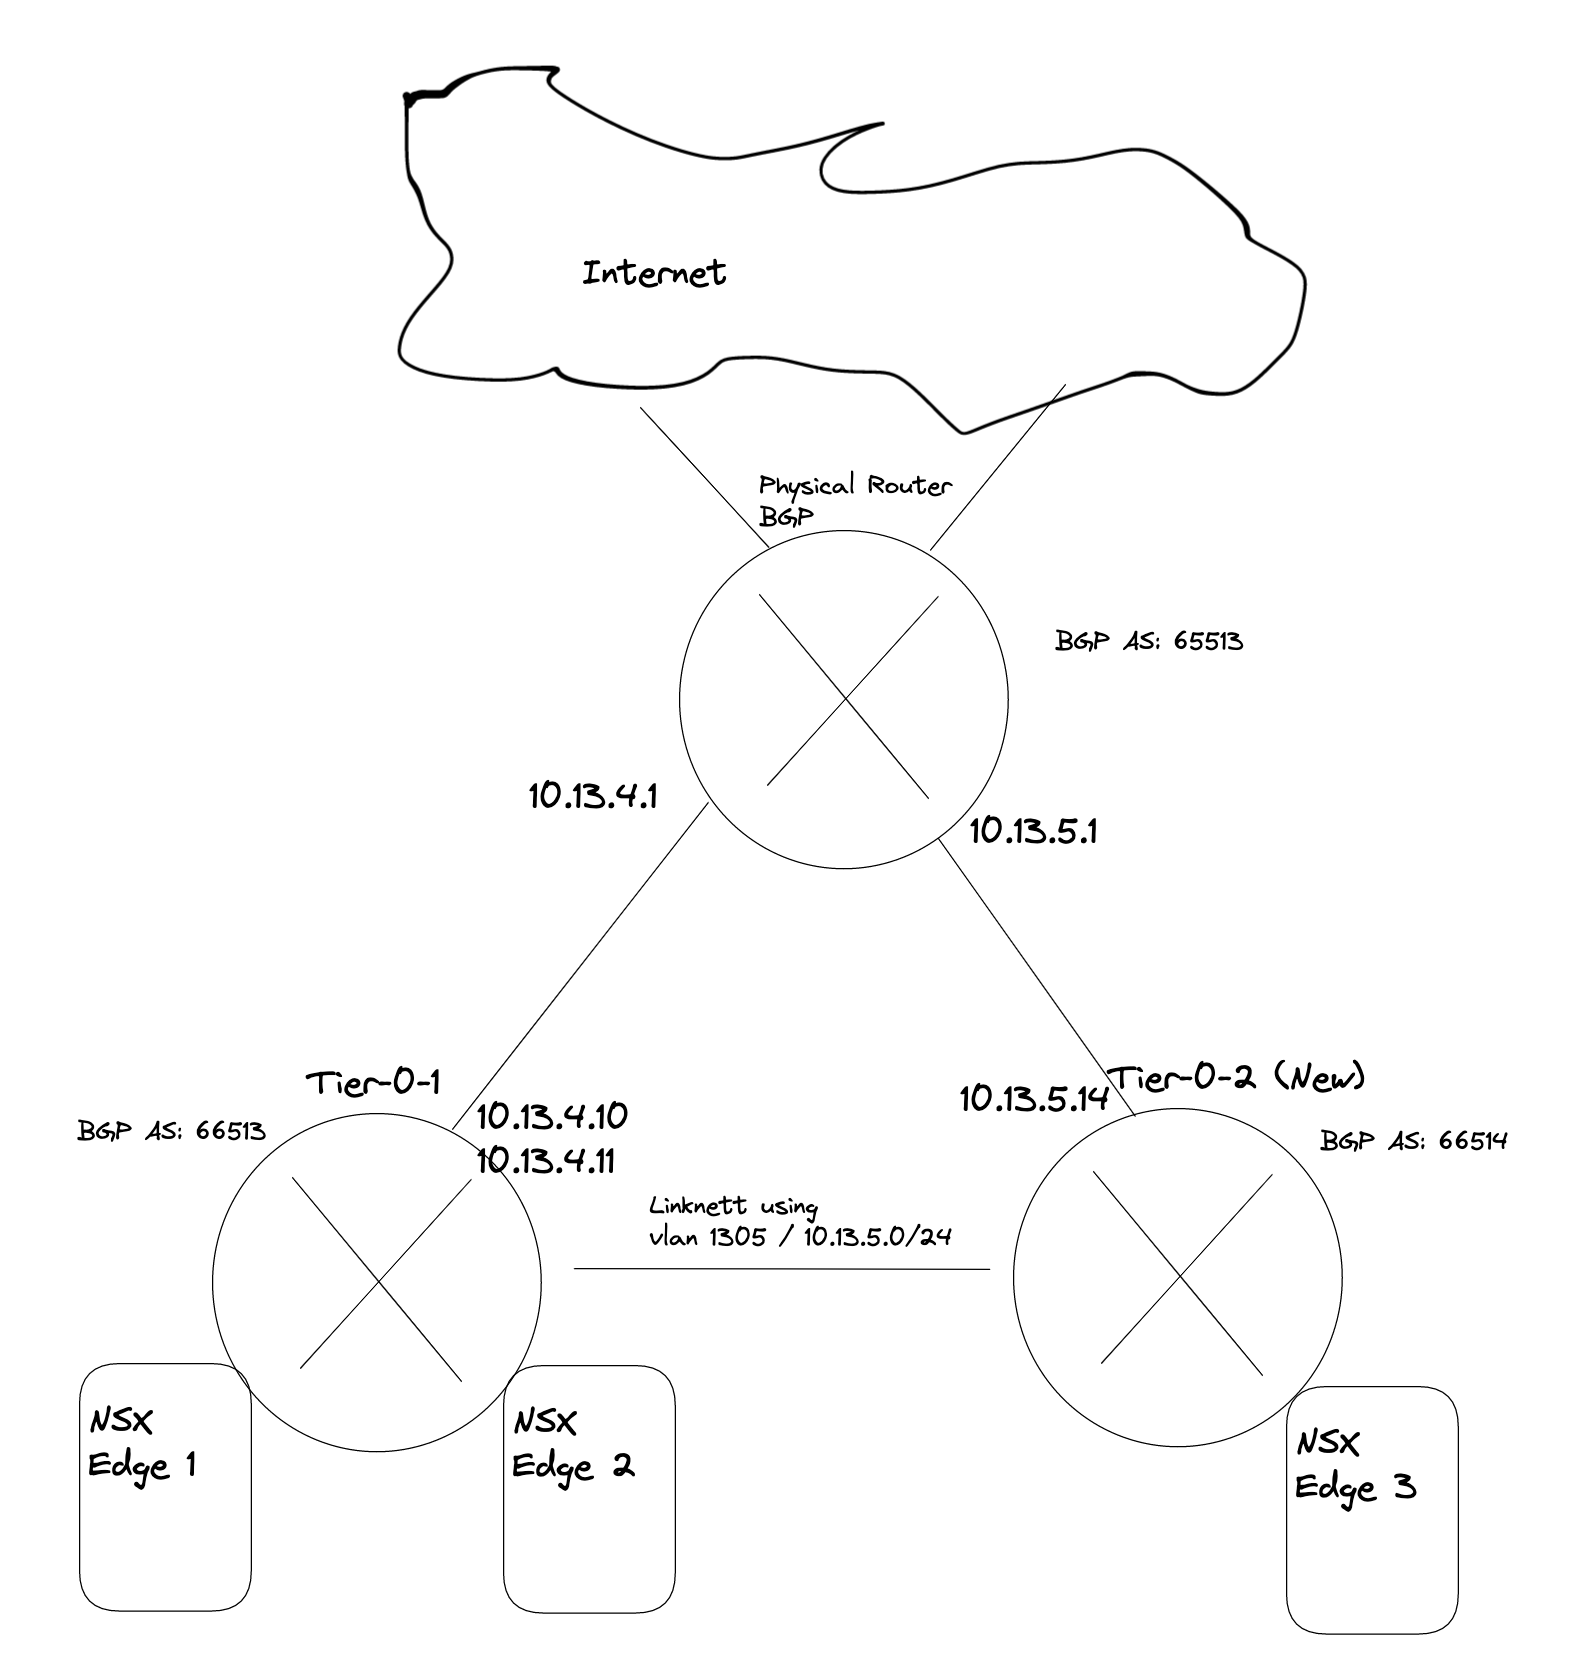 Internet
Physical Router
BGP
BGP AS: 65513
10.13.4.1
10.13.5.1
Tier-0-1
Tier-0-2 (New)
10.13.5.14
10.13.4.10
BGP AS: 66513
BGP AS: 66514
10.13.4.11
Linknett using
vlan 1305 / 10.13.5.0/24
NSX
Edge 1
NSX
Edge 2
NSX
Edge 3